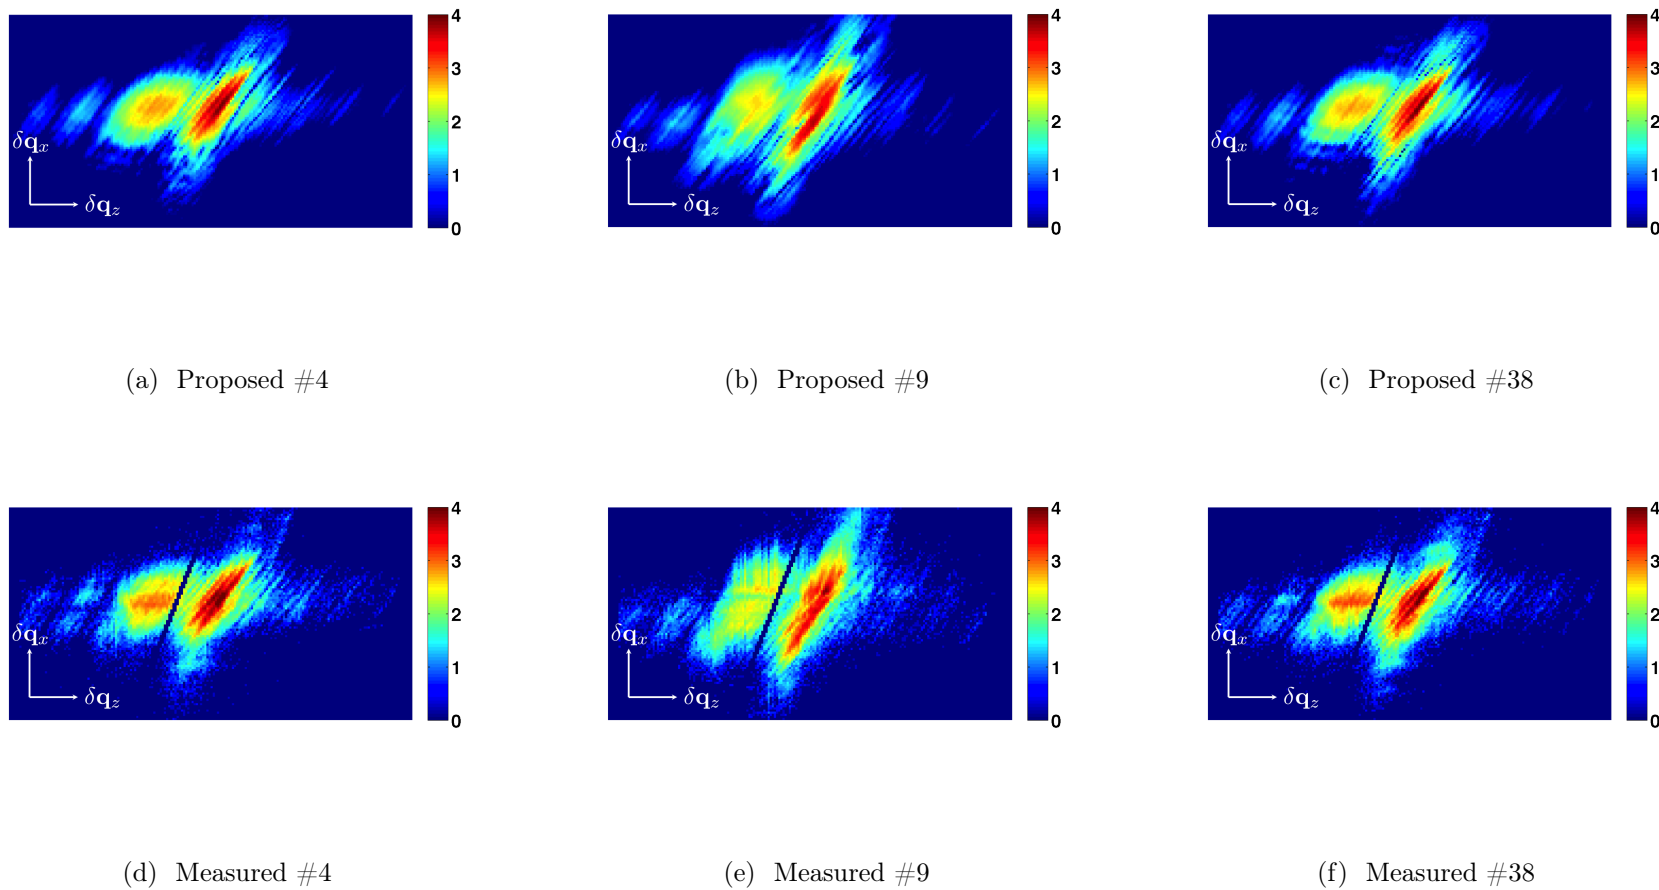 4 4 4
3 3 3
2 2 2
δq_x δq_x δq_x
1 1 1
δq_z δq_z δq_z
0 0 0
(a) Proposed #4 (b) Proposed #9 (c) Proposed #38
4 4 4
3 3 3
2 2 2
δq_x δq_x δq_x
1 1 1
δq_z δq_z δq_z
0 0 0
(d) Measured #4 (e) Measured #9 (f) Measured #38